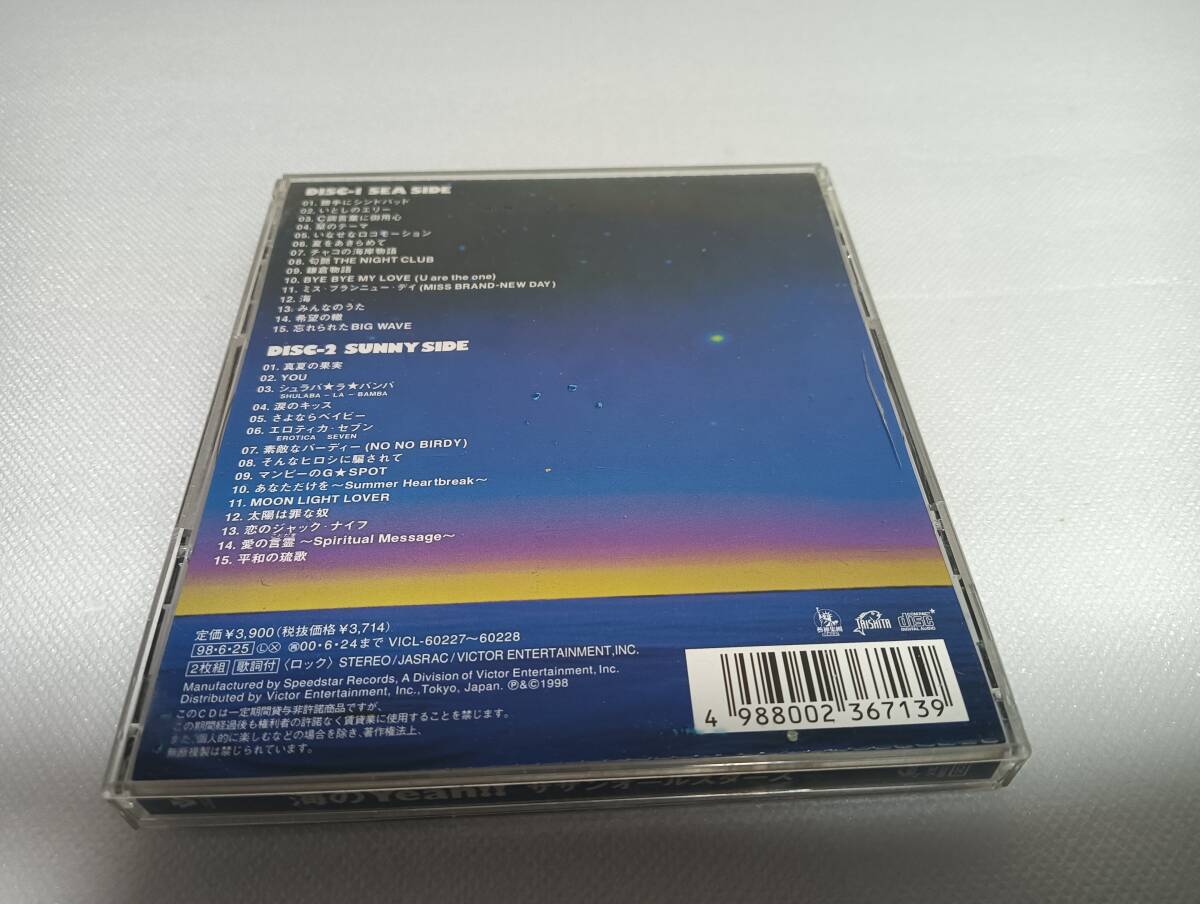 DISC-1 SEA SIDE
01. 勝手にシンドバッド
02. いとしのエリー
03. C調言葉に御用心
04. 栞のテーマ
05. いなせなロコモーション
06. 夏をあきらめて
07. チャコの海岸物語
08. 匂艶 THE NIGHT CLUB
09. 鎌倉物語
10. BYE BYE MY LOVE (U are the one)
11. ミス・ブランニュー・デイ (MISS BRAND-NEW DAY)
12. 海
13. みんなのうた
14. 希望の轍
15. 忘れられた BIG WAVE
DISC-2 SUNNY SIDE
01. 真夏の果実
02. YOU
03. シュラバ★ラ★バンバ
SHULABA-LA-BAMBA
04. 涙のキッス
05. さよならベイビー
06. エロティカ・セブン
EROTICA SEVEN
07. 素敵なバーディー (NO NO BIRDY)
08. そんなヒロシに騙されて
09. マンピーのG★SPOT
10. あなただけを 〜Summer Heartbreak〜
11. MOON LIGHT LOVER
12. 太陽は罪な奴
13. 恋のジャック・ナイフ
14. 愛の言霊 〜Spiritual Message〜
15. 平和の琉歌
定価¥3,900(税抜価格¥3,714)
98・6・25 Ⓛ Ⓧ 00・6・24まで VICL-60227〜60228
2枚組 歌詞付 〈ロック〉 STEREO/JASRAC/VICTOR ENTERTAINMENT,INC.
Manufactured by Speedstar Records, A Division of Victor Entertainment, Inc.
Distributed by Victor Entertainment, Inc.,Tokyo, Japan. ℗&©1998
このCDは一定期間貸与非許諾商品ですが、
この期間経過後も権利者の許諾なく賃貸業に使用することを禁じます。
また、個人的に楽しむなどの場合を除き、著作権法上、
無断複製は禁じられています。
TAISHITA
COMPACT
disc
DIGITAL AUDIO
4 988002 367139
海のYeah!! サザンオールスターズ